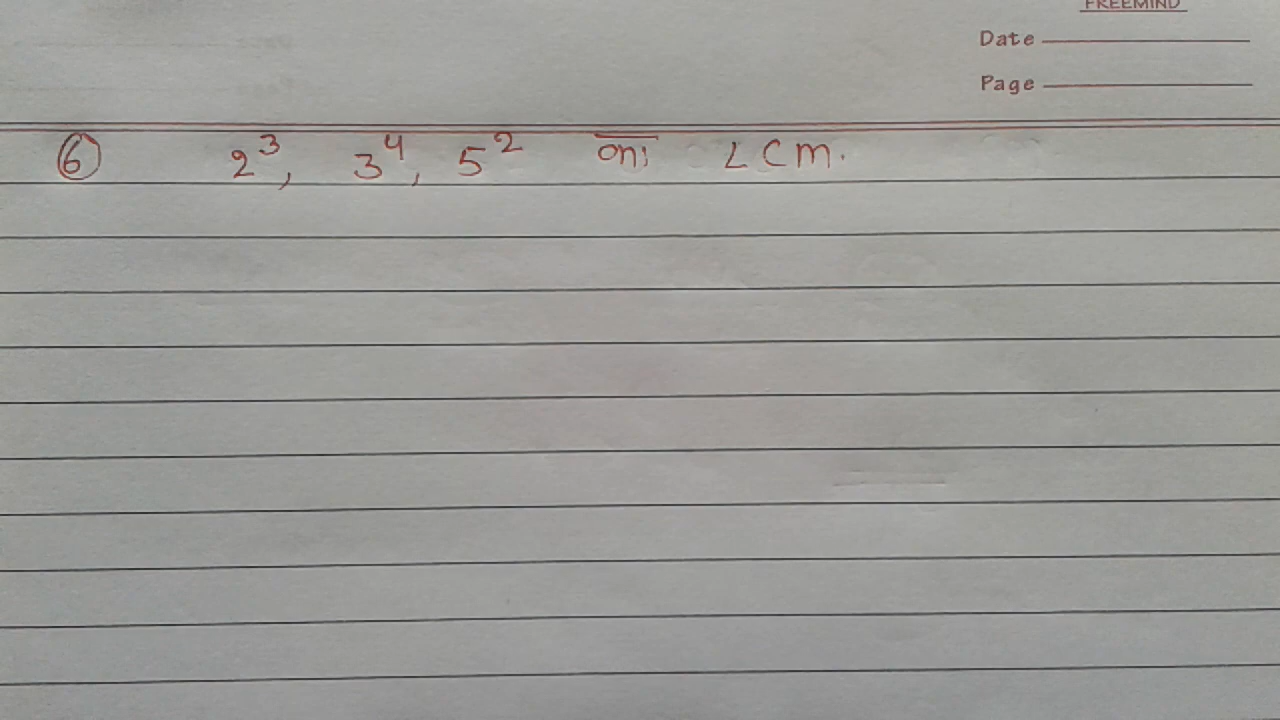 FREEMIND
Date
Page
⑥ 2³, 3⁴, 5² का LCM.